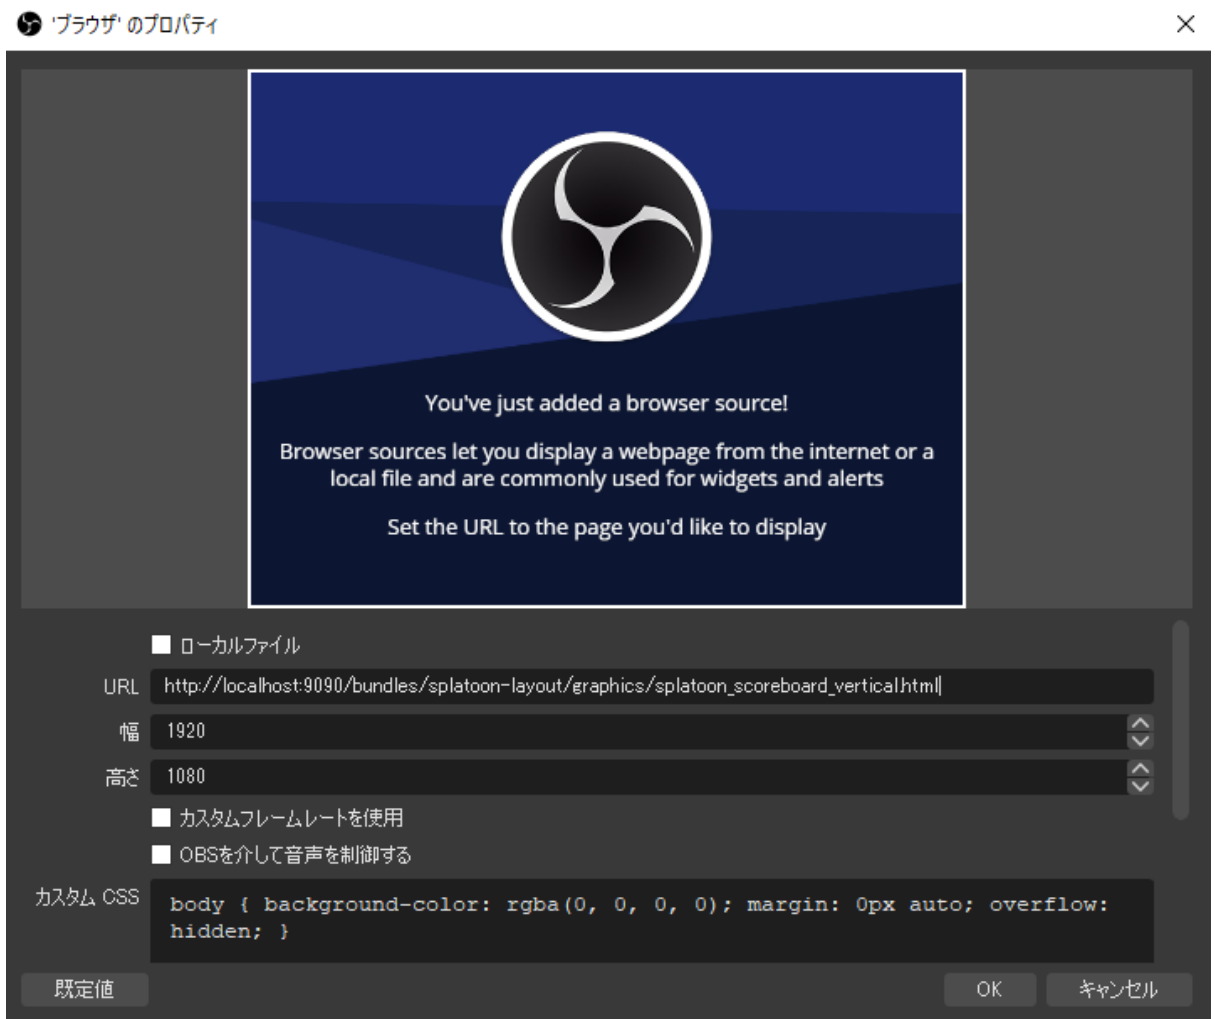 'ブラウザ' のプロパティ
You've just added a browser source!
Browser sources let you display a webpage from the internet or a
local file and are commonly used for widgets and alerts
Set the URL to the page you'd like to display
ローカルファイル
URL http://localhost:9090/bundles/splatoon-layout/graphics/splatoon_scoreboard_vertical.html
幅 1920
高さ 1080
カスタムフレームレートを使用
OBSを介して音声を制御する
カスタム CSS body { background-color: rgba(0, 0, 0, 0); margin: 0px auto; overflow:
hidden; }
既定値 OK キャンセル